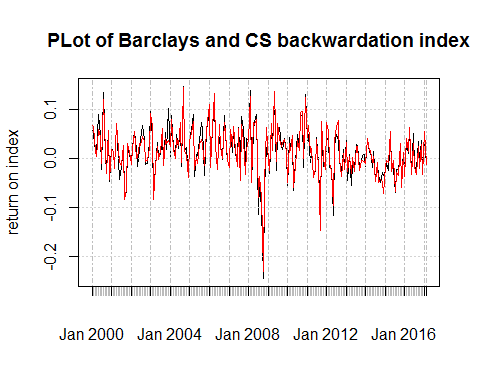 PLot of Barclays and CS backwardation index
return on index
0.1
0.0
-0.1
-0.2
Jan 2000 Jan 2004 Jan 2008 Jan 2012 Jan 2016